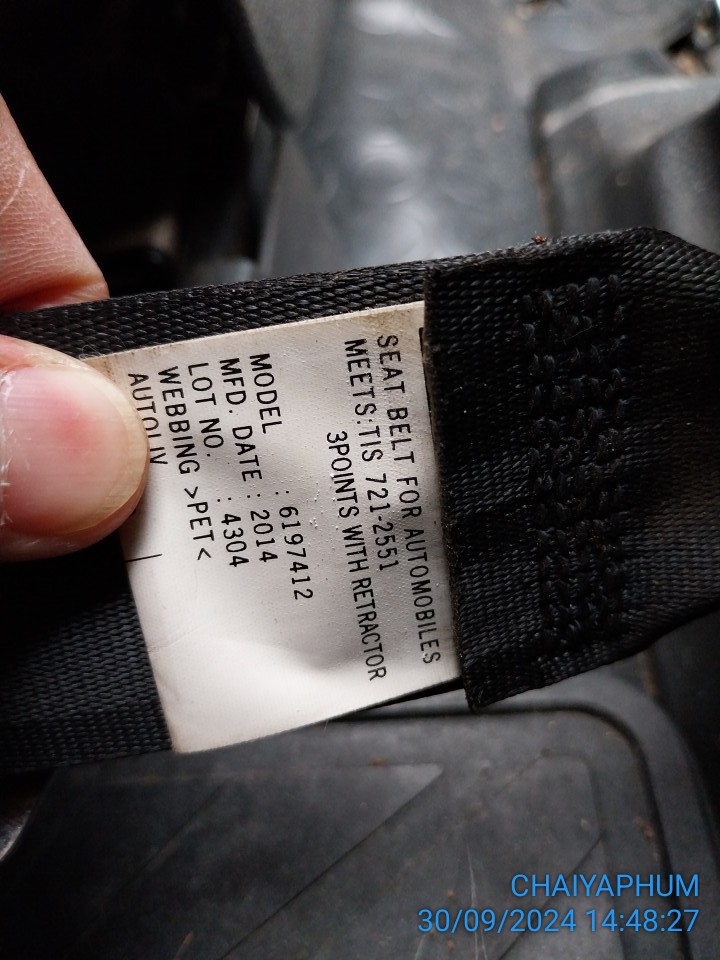 SEAT BELT FOR AUTOMOBILES
MEETS:TIS 721-2551
3POINTS WITH RETRACTOR
MODEL : 6197412
MFD. DATE : 2014
LOT NO. : 4304
WEBBING >PET<
AUTOLIV
CHAIYAPHUM
30/09/2024 14:48:27